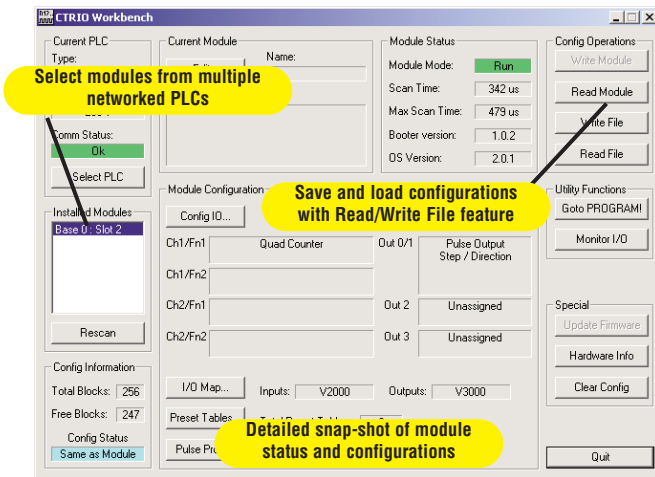 CTRIO Workbench
Current PLC
Type:
Select modules from multiple
networked PLCs
Comm Status:
Ok
Select PLC
Installed Modules
Base 0 : Slot 2
Rescan
Config Information
Total Blocks: 256
Free Blocks: 247
Config Status
Same as Module
Current Module
Name:
Module Status
Module Mode: Run
Scan Time: 342 us
Max Scan Time: 479 us
Booter version: 1.0.2
OS Version: 2.0.1
Module Configuration
Save and load configurations
with Read/Write File feature
Config IO...
Ch1/Fn1 Quad Counter Out 0/1 Pulse Output
Step / Direction
Ch1/Fn2
Ch2/Fn1 Out 2 Unassigned
Ch2/Fn2 Out 3 Unassigned
I/O Map... Inputs: V2000 Outputs: V3000
Preset Tables
Detailed snap-shot of module
status and configurations
Config Operations
Write Module
Read Module
Write File
Read File
Utility Functions
Goto PROGRAM!
Monitor I/O
Special
Update Firmware
Hardware Info
Clear Config
Quit